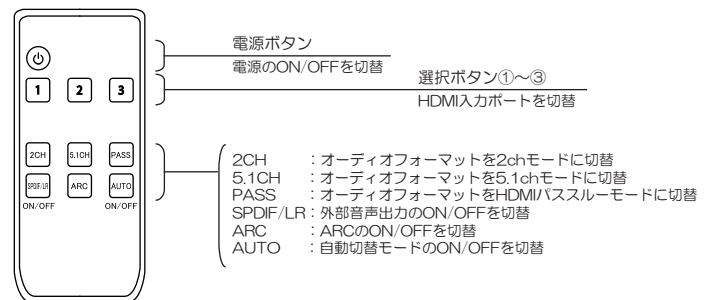 電源ボタン
電源のON/OFFを切替
選択ボタン①～③
HDMI入力ポートを切替
1 2 3
2CH 5.1CH PASS
SPDIF/LR ARC AUTO
ON/OFF ON/OFF
2CH :オーディオフォーマットを2chモードに切替
5.1CH :オーディオフォーマットを5.1chモードに切替
PASS :オーディオフォーマットをHDMIパススルーモードに切替
SPDIF/LR:外部音声出力のON/OFFを切替
ARC :ARCのON/OFFを切替
AUTO :自動切替モードのON/OFFを切替